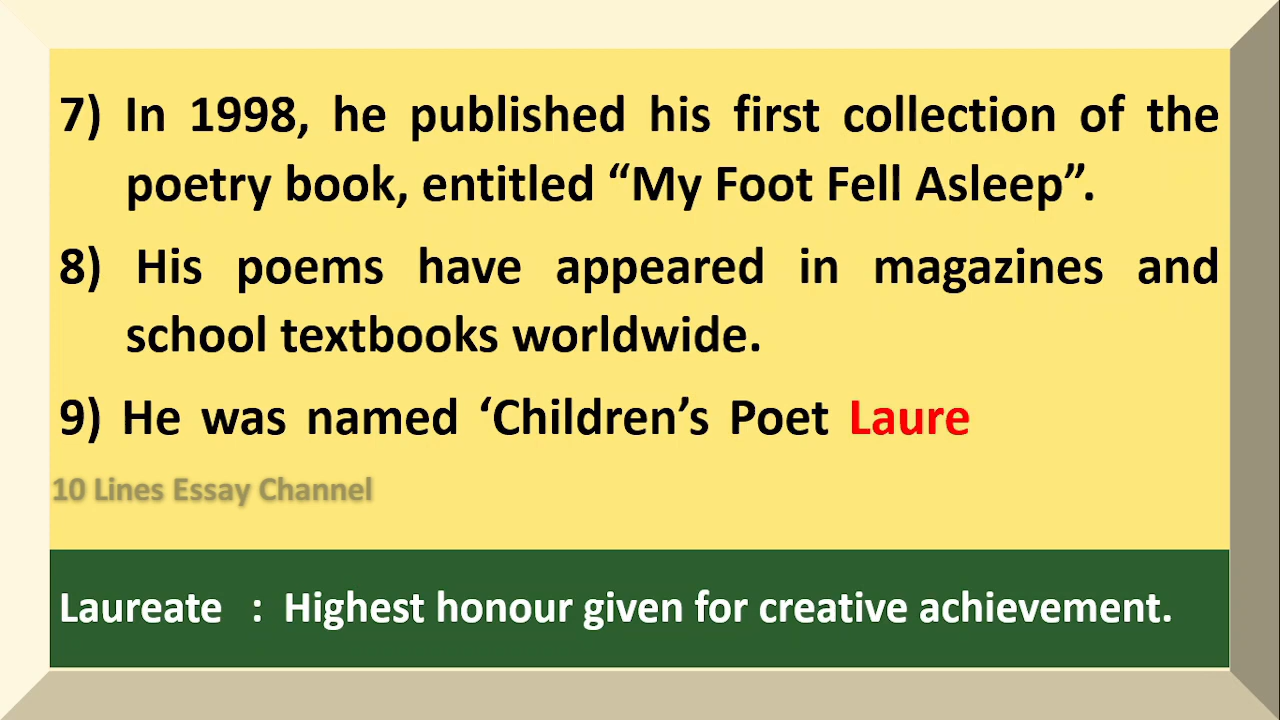 7) In 1998, he published his first collection of the
poetry book, entitled “My Foot Fell Asleep”.
8) His poems have appeared in magazines and
school textbooks worldwide.
9) He was named ‘Children’s Poet Laure
10 Lines Essay Channel
Laureate : Highest honour given for creative achievement.